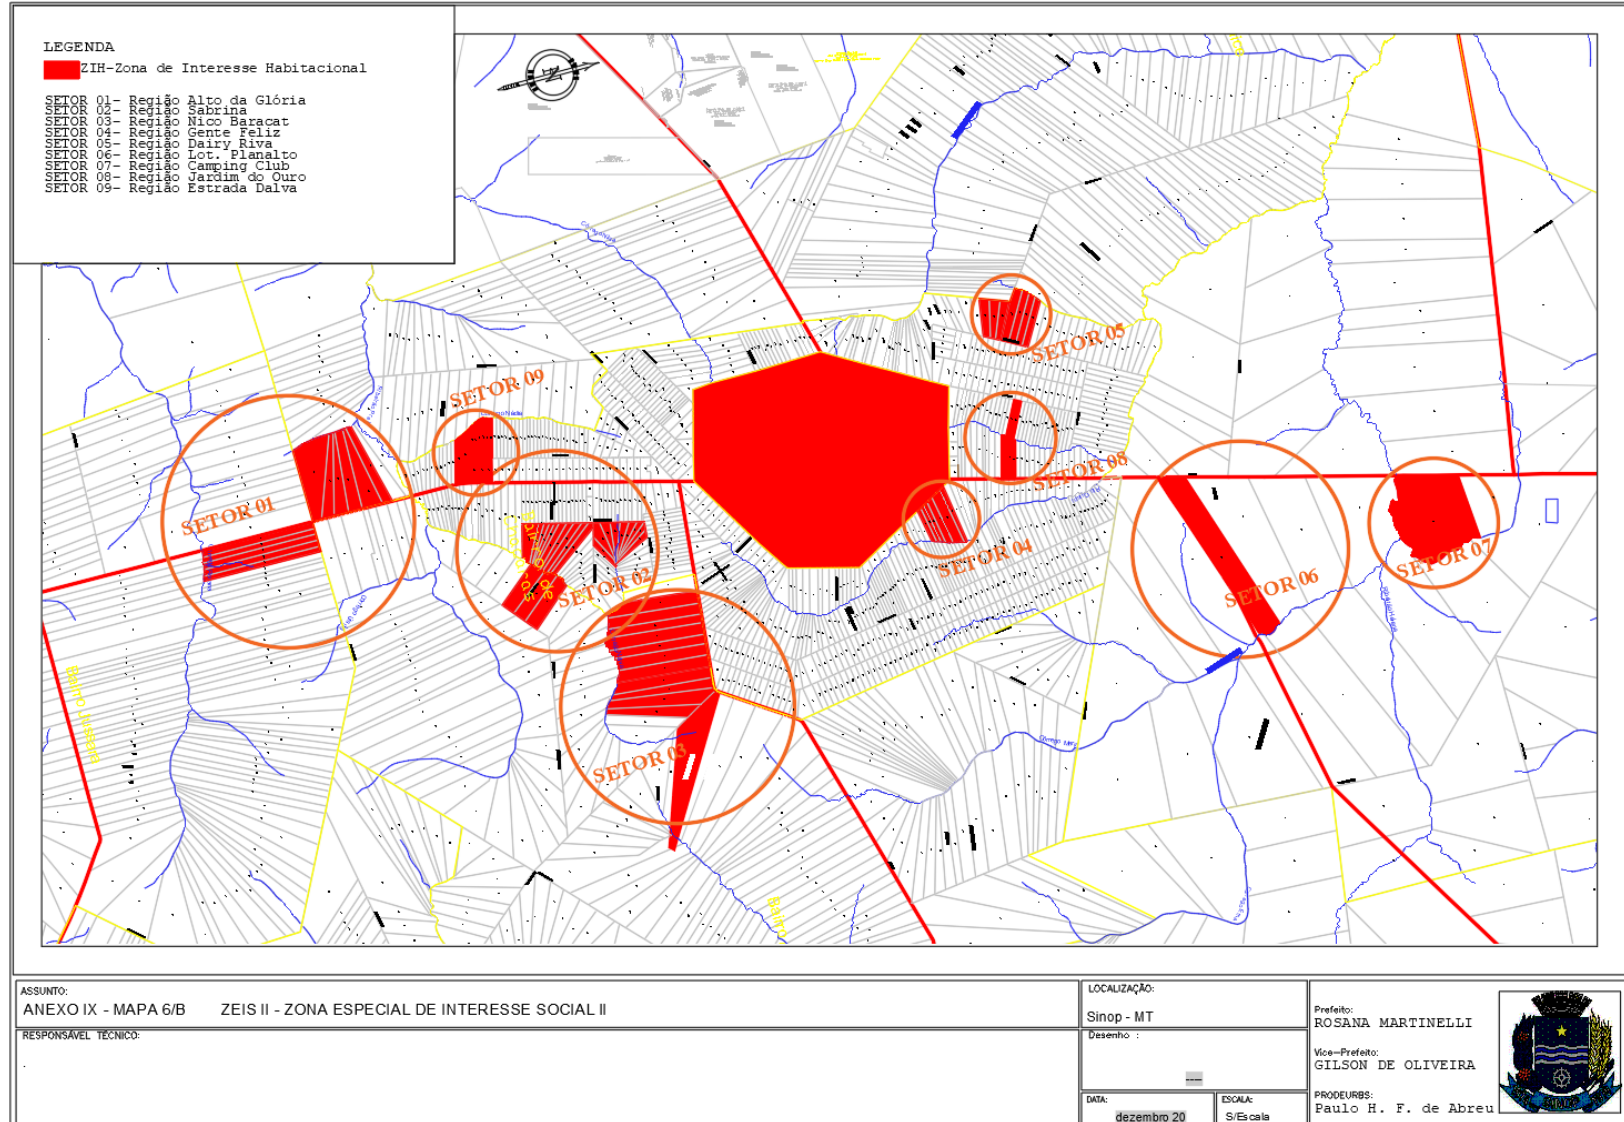 LEGENDA
ZIH-Zona de Interesse Habitacional
SETOR 01- Região Alto da Glória
SETOR 02- Região Sabrina
SETOR 03- Região Nico Baracat
SETOR 04- Região Gente Feliz
SETOR 05- Região Dairy Riva
SETOR 06- Região Lot. Planalto
SETOR 07- Região Camping Club
SETOR 08- Região Jardim do Ouro
SETOR 09- Região Estrada Dalva
SETOR 05
SETOR 09
SETOR 08
SETOR 01
SETOR 04
SETOR 07
SETOR 02
SETOR 06
SETOR 03
ASSUNTO:
ANEXO IX - MAPA 6/B ZEIS II - ZONA ESPECIAL DE INTERESSE SOCIAL II
RESPONSÁVEL TÉCNICO:
.
LOCALIZAÇÃO:
Sinop - MT
Desenho :
---
DATA:
dezembro 20
ESCALA:
S/Escala
Prefeito:
ROSANA MARTINELLI
Vice-Prefeito:
GILSON DE OLIVEIRA
PRODEURBS:
Paulo H. F. de Abreu